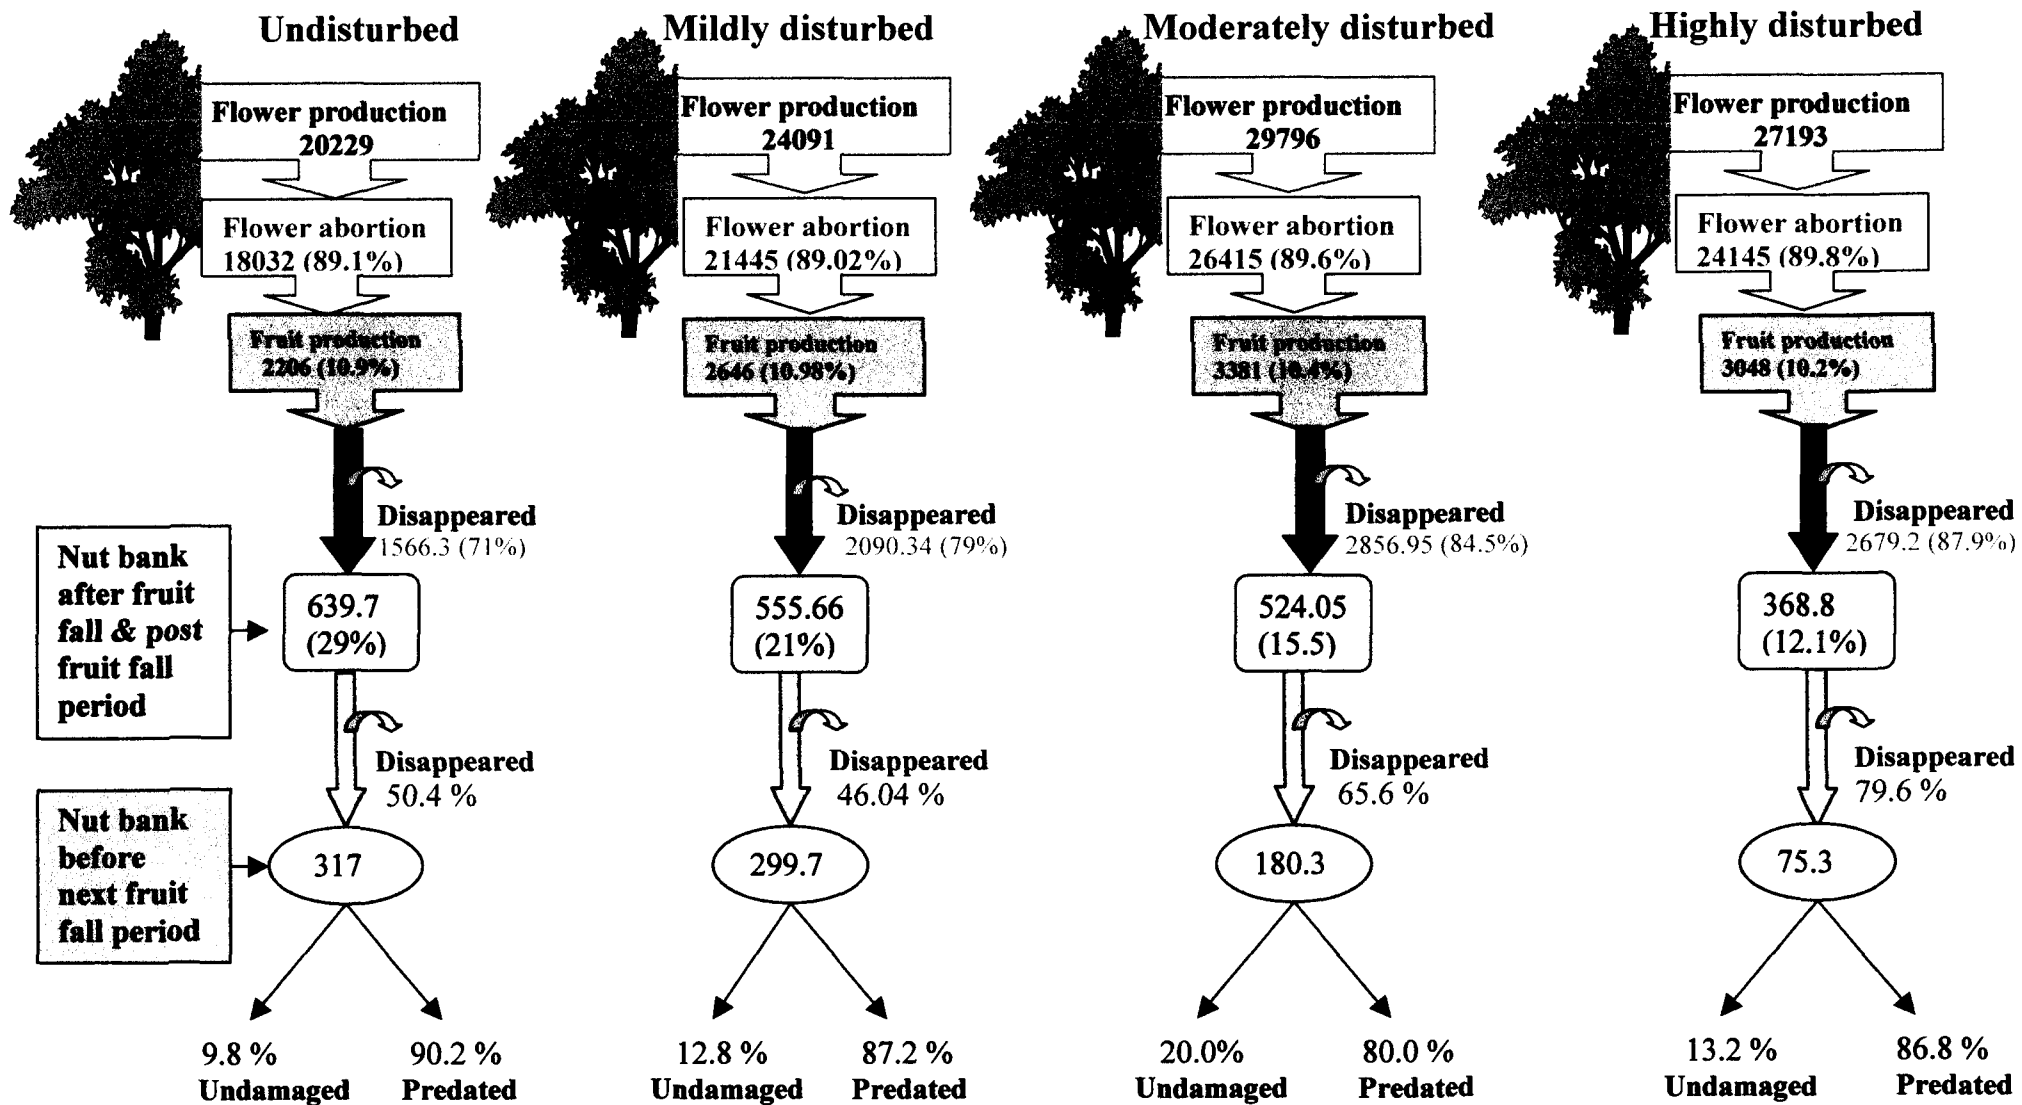 Undisturbed
Flower production
20229
Flower abortion
18032 (89.1%)
Fruit production
2206 (10.9%)
Disappeared
1566.3 (71%)
Nut bank
after fruit
fall & post
fruit fall
period
639.7
(29%)
Disappeared
50.4 %
Nut bank
before
next fruit
fall period
317
9.8 %
Undamaged
90.2 %
Predated
Mildly disturbed
Flower production
24091
Flower abortion
21445 (89.02%)
Fruit production
2646 (10.98%)
Disappeared
2090.34 (79%)
555.66
(21%)
Disappeared
46.04 %
299.7
12.8 %
Undamaged
87.2 %
Predated
Moderately disturbed
Flower production
29796
Flower abortion
26415 (89.6%)
Fruit production
3381 (10.4%)
Disappeared
2856.95 (84.5%)
524.05
(15.5)
Disappeared
65.6 %
180.3
20.0%
Undamaged
80.0 %
Predated
Highly disturbed
Flower production
27193
Flower abortion
24145 (89.8%)
Fruit production
3048 (10.2%)
Disappeared
2679.2 (87.9%)
368.8
(12.1%)
Disappeared
79.6 %
75.3
13.2 %
Undamaged
86.8 %
Predated